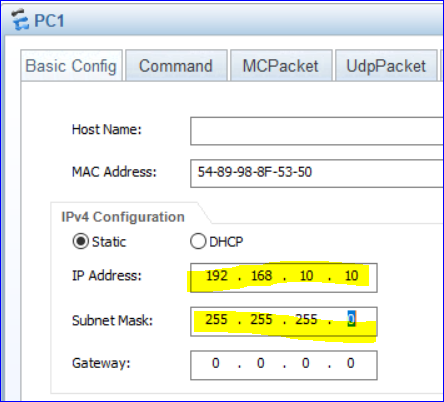 PC1
Basic Config Command MCPacket UdpPacket
Host Name:
MAC Address: 54-89-98-8F-53-50
IPv4 Configuration
Static DHCP
IP Address: 192 . 168 . 10 . 10
Subnet Mask: 255 . 255 . 255 . 0
Gateway: 0 . 0 . 0 . 0